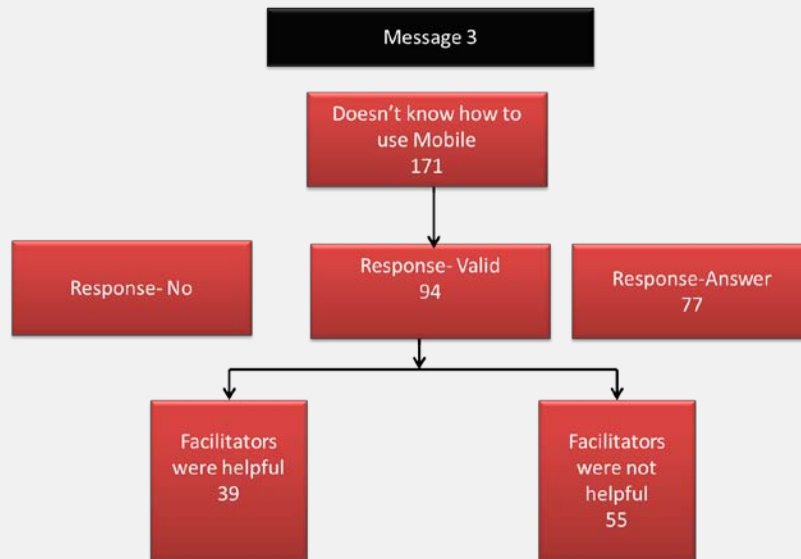 Message 3
Doesn't know how to
use Mobile
171
Response- No
Response- Valid
94
Response-Answer
77
Facilitators
were helpful
39
Facilitators
were not
helpful
55